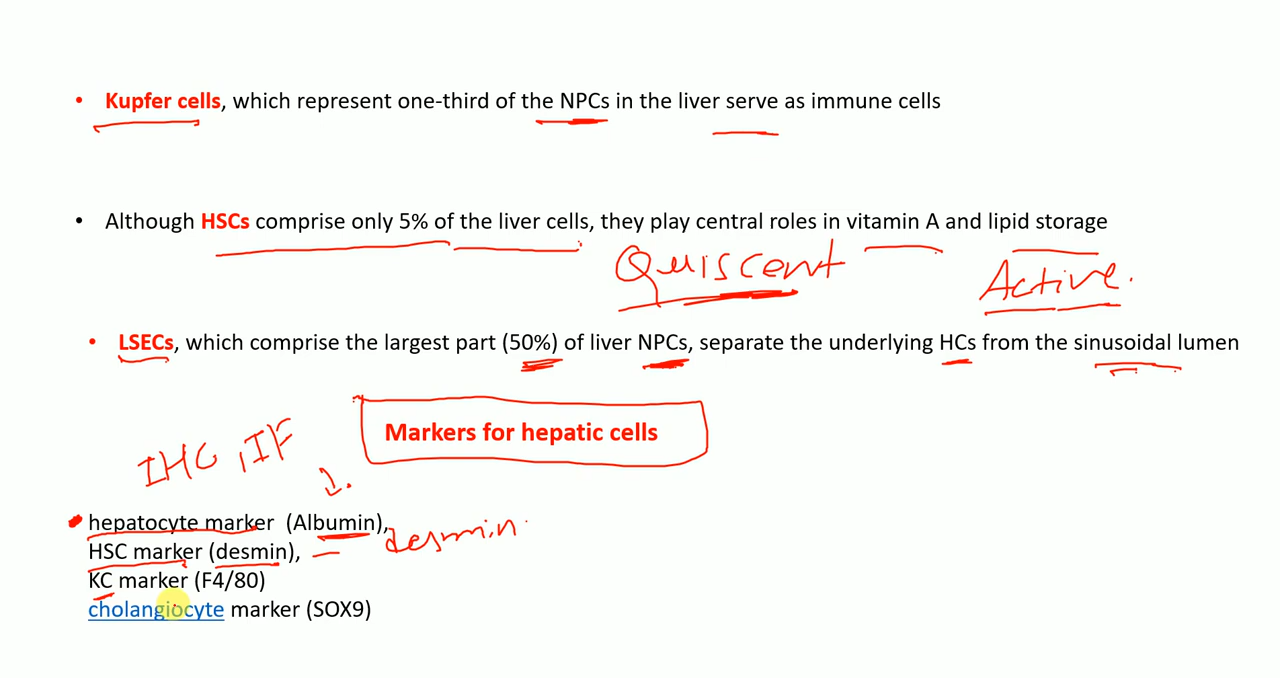 • Kupfer cells, which represent one-third of the NPCs in the liver serve as immune cells
• Although HSCs comprise only 5% of the liver cells, they play central roles in vitamin A and lipid storage
Quiscent
Active.
• LSECs, which comprise the largest part (50%) of liver NPCs, separate the underlying HCs from the sinusoidal lumen
Markers for hepatic cells
IHC, IF
hepatocyte marker (Albumin),
desmin
HSC marker (desmin),
KC marker (F4/80)
cholangiocyte marker (SOX9)